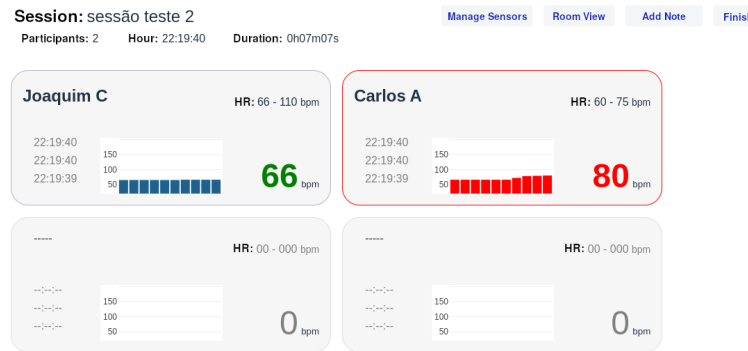 Session: sessão teste 2
Manage Sensors Room View Add Note Finis
Participants: 2 Hour: 22:19:40 Duration: 0h07m07s
Joaquim C
HR: 66 - 110 bpm
22:19:40
22:19:40
22:19:39
150
100
50
66 bpm
Carlos A
HR: 60 - 75 bpm
22:19:40
22:19:40
22:19:39
150
100
50
80 bpm
-----
HR: 00 - 000 bpm
--:--:--
--:--:--
--:--:--
150
100
50
0 bpm
-----
HR: 00 - 000 bpm
--:--:--
--:--:--
--:--:--
150
100
50
0 bpm